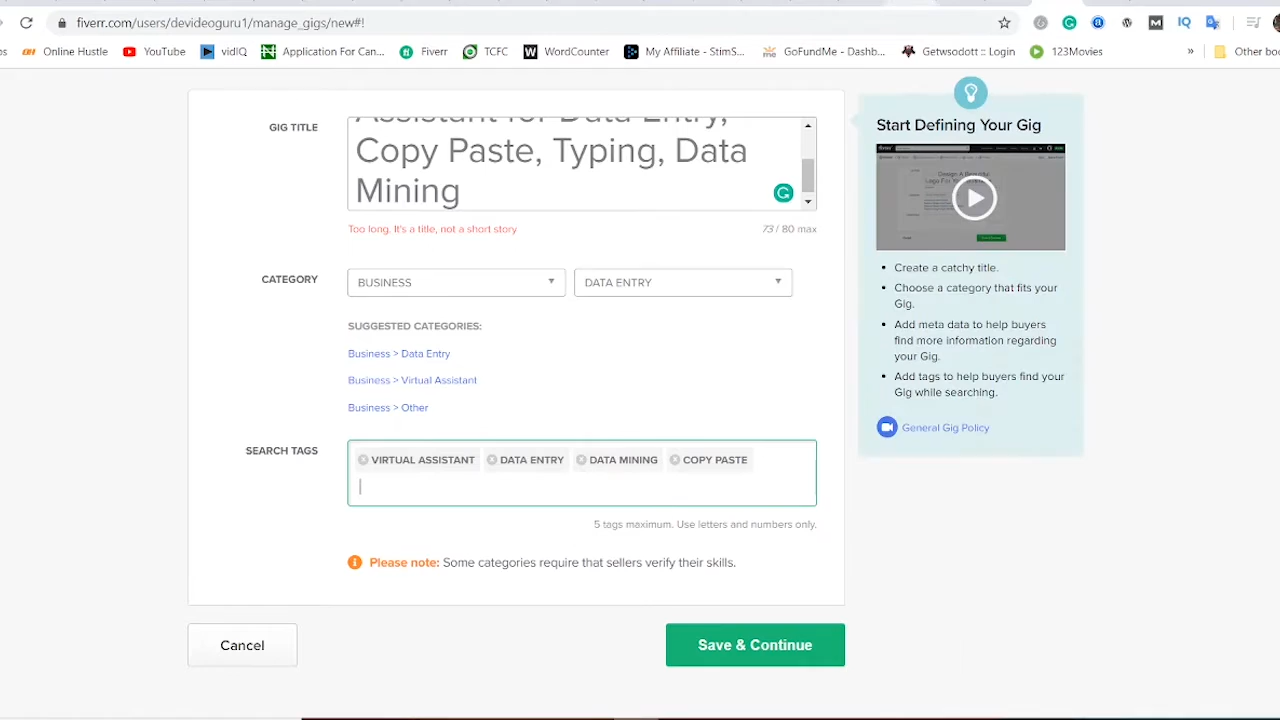 fiverr.com/users/devideoguru1/manage_gigs/new#!
Online Hustle YouTube vidIQ Application For Can... Fiverr TCFC WordCounter My Affiliate - StimS... GoFundMe - Dashb... Getwsodott :: Login 123Movies » Other boo
GIG TITLE
Assistant for Data Entry,
Copy Paste, Typing, Data
Mining
Too long. It's a title, not a short story
73 / 80 max
CATEGORY
BUSINESS
DATA ENTRY
SUGGESTED CATEGORIES:
Business > Data Entry
Business > Virtual Assistant
Business > Other
SEARCH TAGS
VIRTUAL ASSISTANT DATA ENTRY DATA MINING COPY PASTE
5 tags maximum. Use letters and numbers only.
Please note: Some categories require that sellers verify their skills.
Cancel
Save & Continue
Start Defining Your Gig
• Create a catchy title.
• Choose a category that fits your
Gig.
• Add meta data to help buyers
find more information regarding
your Gig.
• Add tags to help buyers find your
Gig while searching.
General Gig Policy